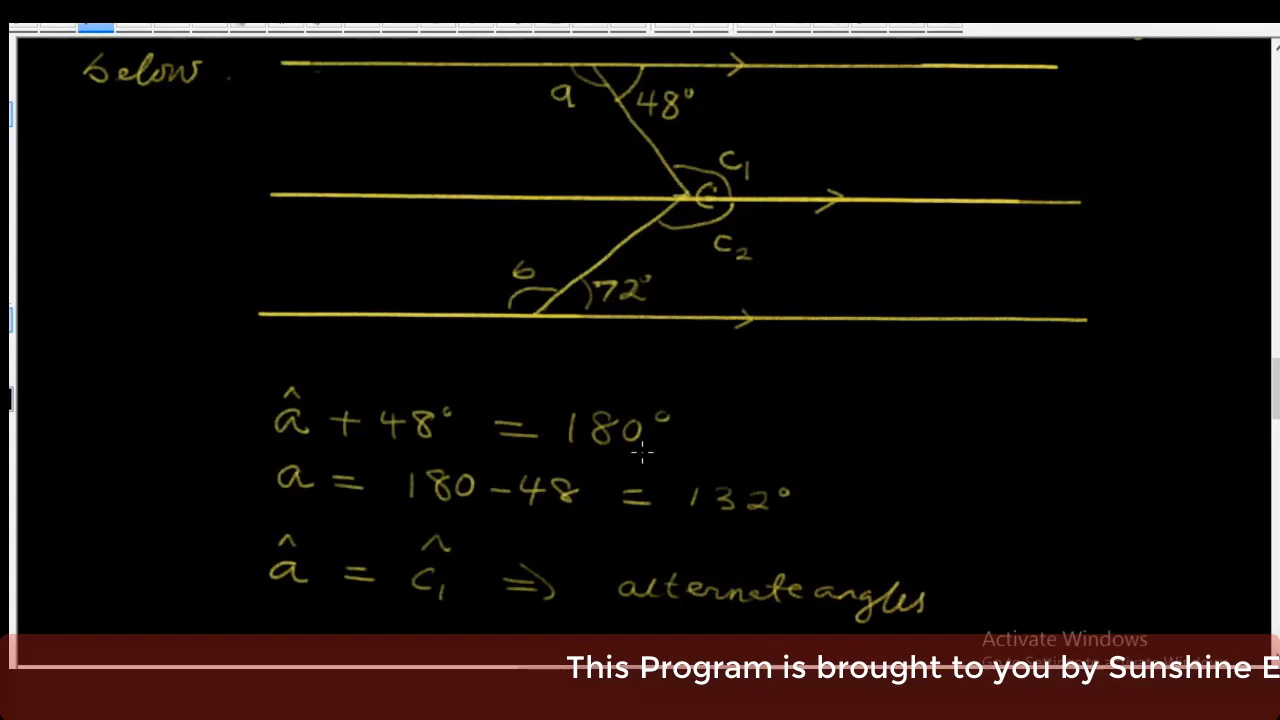 below.
a
48°
C1
C
C2
b
72°
â + 48° = 180°
a = 180 - 48 = 132°
â = ĉ1 ⇒ alternate angles
Activate Windows
This Program is brought to you by Sunshine E